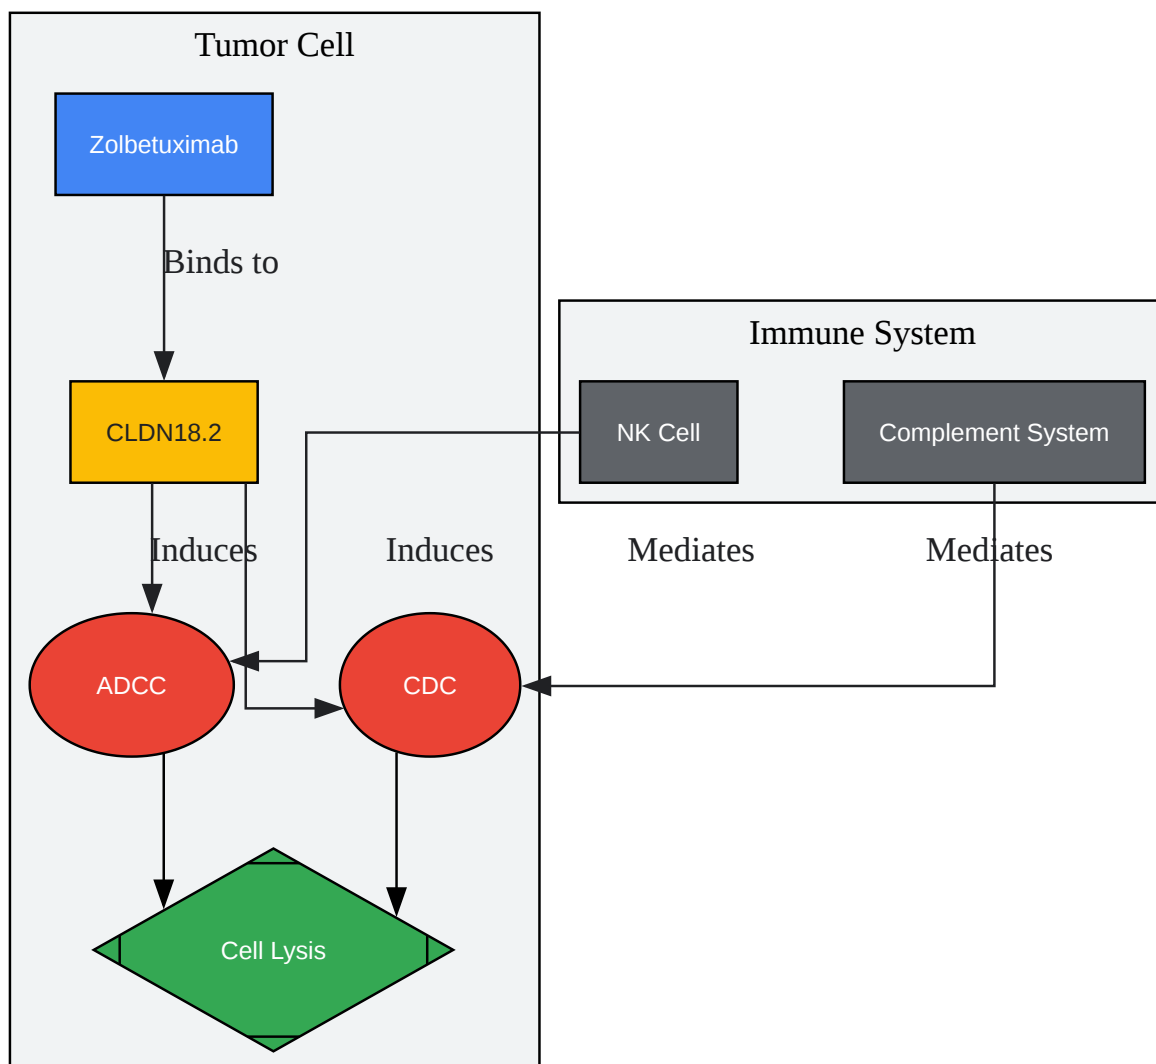 Tumor Cell
Zolbetuximab
Binds to
Immune System
CLDN18.2
NK Cell
Complement System
Induces
Induces
Mediates
Mediates
ADCC
CDC
Cell Lysis